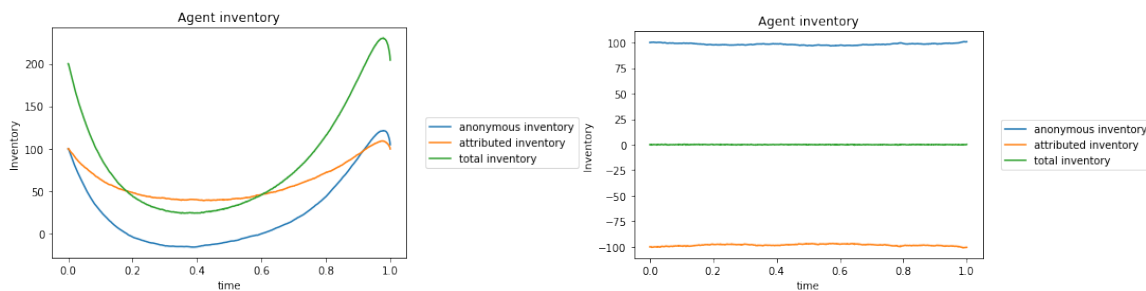 Agent inventory
200
150
100
50
0
Inventory
0.0 0.2 0.4 0.6 0.8 1.0
time
anonymous inventory
attributed inventory
total inventory
Agent inventory
100
75
50
25
0
−25
−50
−75
−100
Inventory
0.0 0.2 0.4 0.6 0.8 1.0
time
anonymous inventory
attributed inventory
total inventory